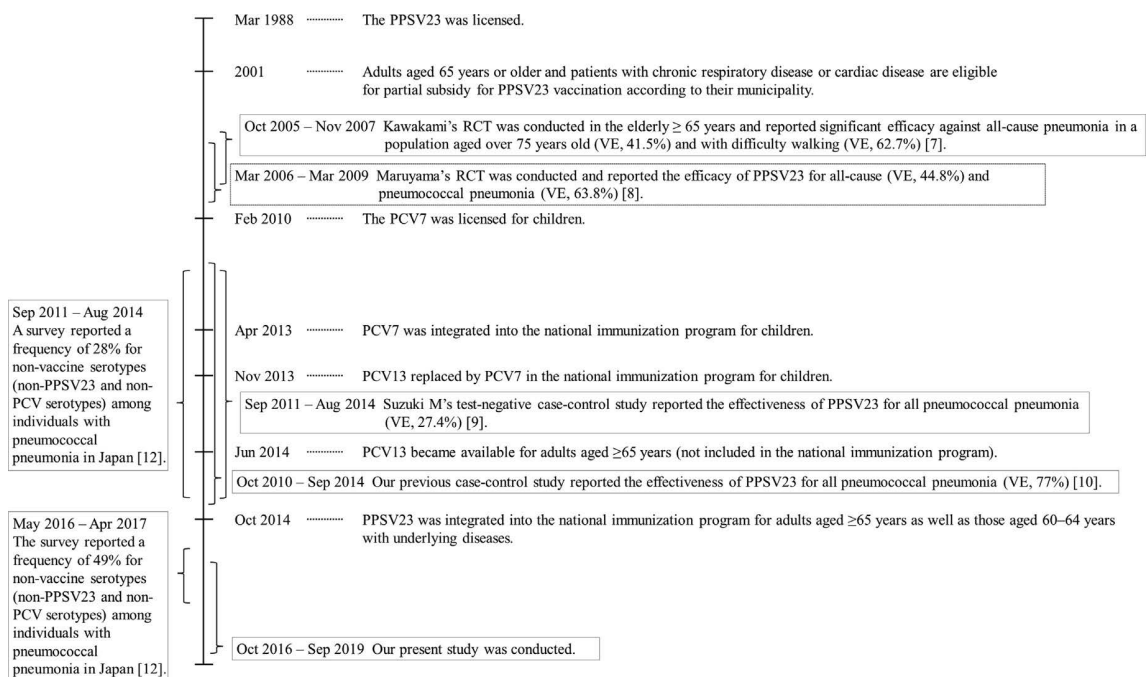 Mar 1988 ............ The PPSV23 was licensed.
2001 ............ Adults aged 65 years or older and patients with chronic respiratory disease or cardiac disease are eligible
for partial subsidy for PPSV23 vaccination according to their municipality.
Oct 2005 – Nov 2007 Kawakami’s RCT was conducted in the elderly ≥ 65 years and reported significant efficacy against all-cause pneumonia in a
population aged over 75 years old (VE, 41.5%) and with difficulty walking (VE, 62.7%) [7].
Mar 2006 – Mar 2009 Maruyama’s RCT was conducted and reported the efficacy of PPSV23 for all-cause (VE, 44.8%) and
pneumococcal pneumonia (VE, 63.8%) [8].
Feb 2010 ............ The PCV7 was licensed for children.
Sep 2011 – Aug 2014
A survey reported a
frequency of 28% for
non-vaccine serotypes
(non-PPSV23 and non-
PCV serotypes) among
individuals with
pneumococcal
pneumonia in Japan [12].
Apr 2013 ............ PCV7 was integrated into the national immunization program for children.
Nov 2013 ............ PCV13 replaced by PCV7 in the national immunization program for children.
Sep 2011 – Aug 2014 Suzuki M’s test-negative case-control study reported the effectiveness of PPSV23 for all pneumococcal pneumonia
(VE, 27.4%) [9].
Jun 2014 ............ PCV13 became available for adults aged ≥65 years (not included in the national immunization program).
Oct 2010 – Sep 2014 Our previous case-control study reported the effectiveness of PPSV23 for all pneumococcal pneumonia (VE, 77%) [10].
Oct 2014 ............ PPSV23 was integrated into the national immunization program for adults aged ≥65 years as well as those aged 60–64 years
with underlying diseases.
May 2016 – Apr 2017
The survey reported a
frequency of 49% for
non-vaccine serotypes
(non-PPSV23 and non-
PCV serotypes) among
individuals with
pneumococcal
pneumonia in Japan [12].
Oct 2016 – Sep 2019 Our present study was conducted.